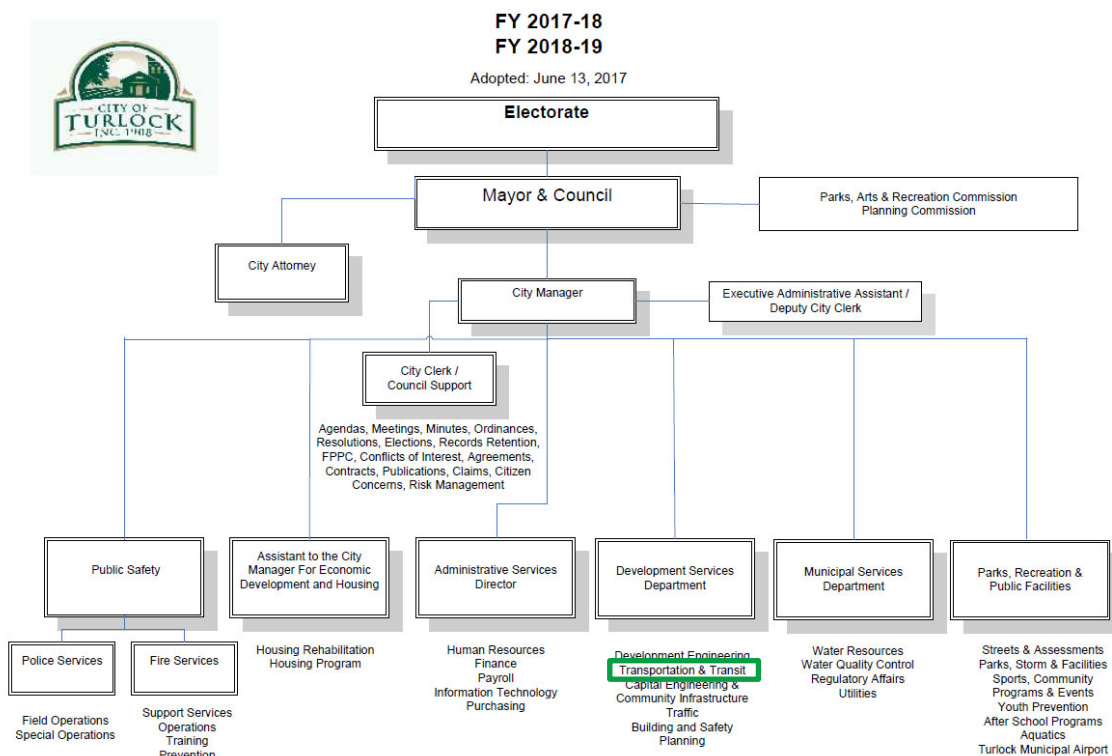 FY 2017-18
FY 2018-19
Adopted: June 13, 2017
CITY OF
TURLOCK
INC. 1908
Electorate
Mayor & Council
Parks, Arts & Recreation Commission
Planning Commission
City Attorney
City Manager
Executive Administrative Assistant /
Deputy City Clerk
City Clerk /
Council Support
Agendas, Meetings, Minutes, Ordinances,
Resolutions, Elections, Records Retention,
FPPC, Conflicts of Interest, Agreements,
Contracts, Publications, Claims, Citizen
Concerns, Risk Management
Public Safety
Assistant to the City
Manager For Economic
Development and Housing
Administrative Services
Director
Development Services
Department
Municipal Services
Department
Parks, Recreation &
Public Facilities
Police Services
Fire Services
Field Operations
Special Operations
Support Services
Operations
Training
Prevention
Housing Rehabilitation
Housing Program
Human Resources
Finance
Payroll
Information Technology
Purchasing
Development Engineering
Transportation & Transit
Capital Engineering &
Community Infrastructure
Traffic
Building and Safety
Planning
Water Resources
Water Quality Control
Regulatory Affairs
Utilities
Streets & Assessments
Parks, Storm & Facilities
Sports, Community
Programs & Events
Youth Prevention
After School Programs
Aquatics
Turlock Municipal Airport